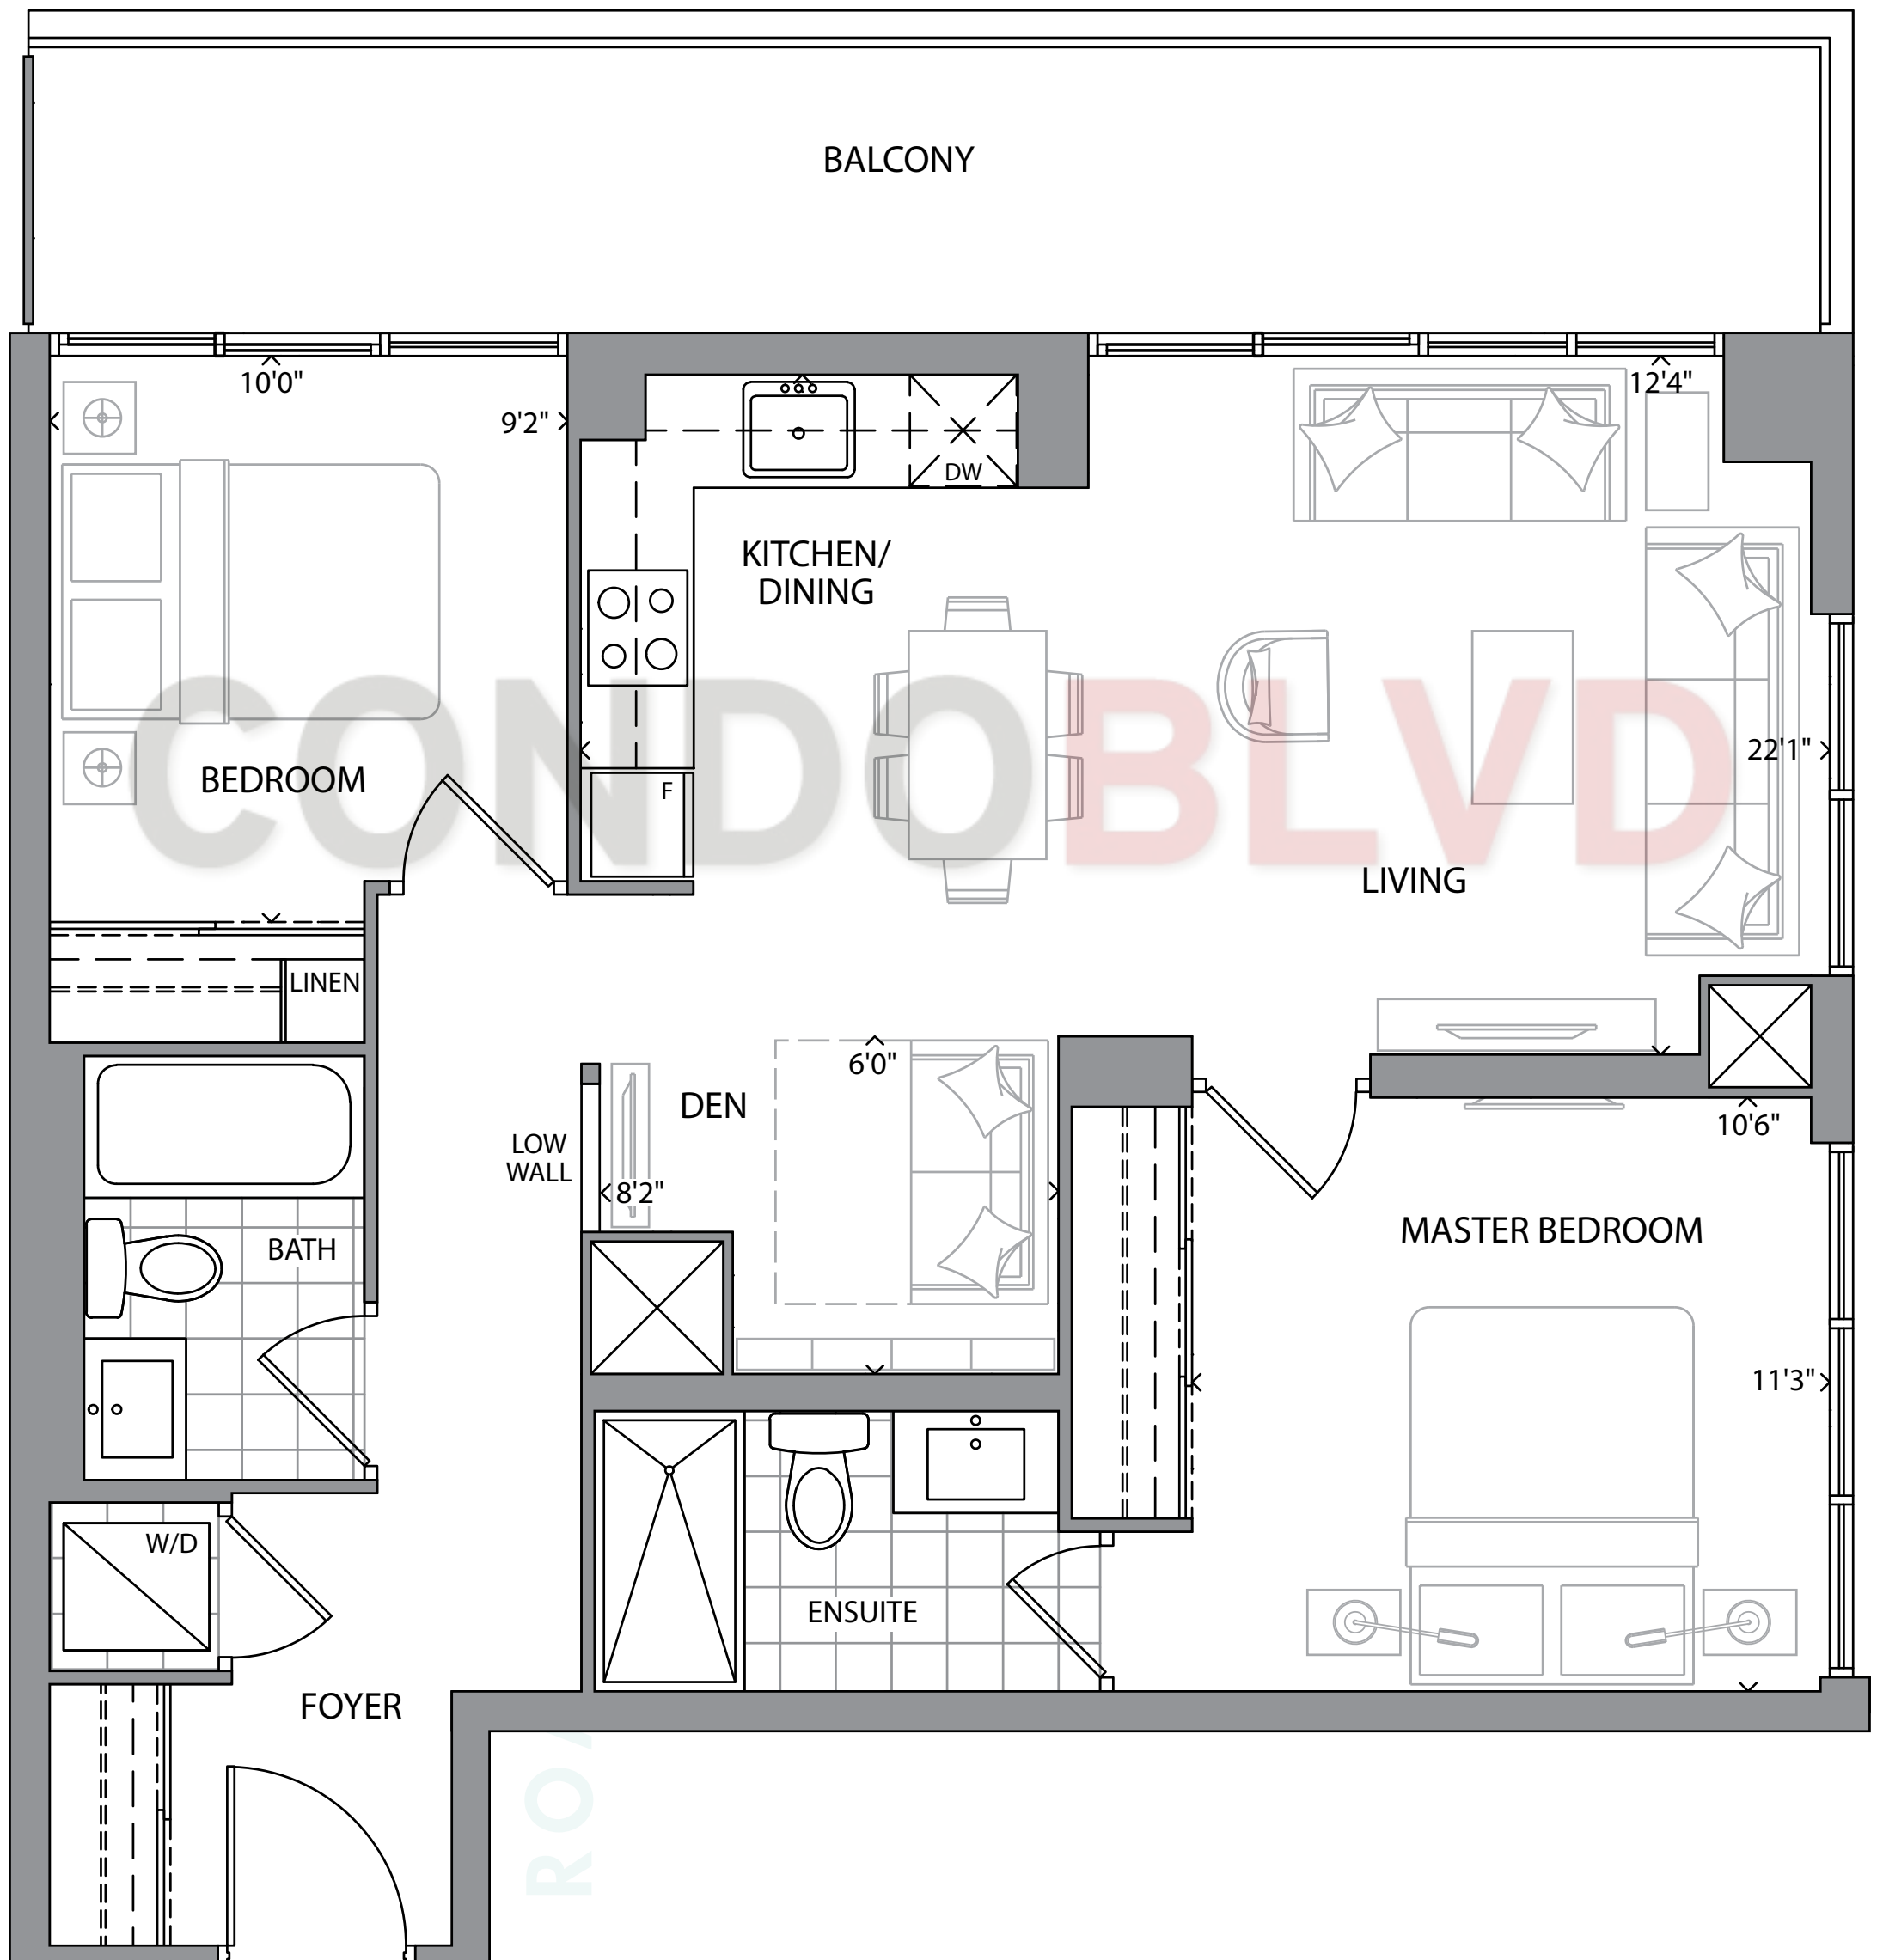 BALCONY
10'0"
9'2"
12'4"
DW
KITCHEN/
DINING
CONDOBLVD
22'1"
BEDROOM
F
LIVING
LINEN
6'0"
DEN
10'6"
LOW
WALL
8'2"
MASTER BEDROOM
BATH
11'3"
W/D
ENSUITE
FOYER